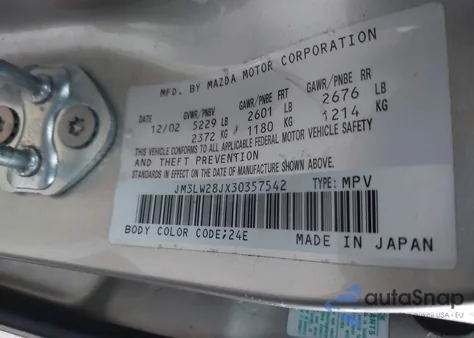 MFD. BY MAZDA MOTOR CORPORATION
GVWR/PNBV GAWR/PNBE FRT GAWR/PNBE RR
12/02 5229 LB 2601 LB 2676 LB
2372 KG / 1180 KG / 1214 KG
THIS VEHICLE CONFORMS TO ALL APPLICABLE FEDERAL MOTOR VEHICLE SAFETY
AND THEFT PREVENTION
STANDARDS IN EFFECT ON THE DATE OF MANUFACTURE SHOWN ABOVE.
JM3LW28JX30357542 TYPE: MPV
BODY COLOR CODE;24E MADE IN JAPAN
autoSnap
USA - EU